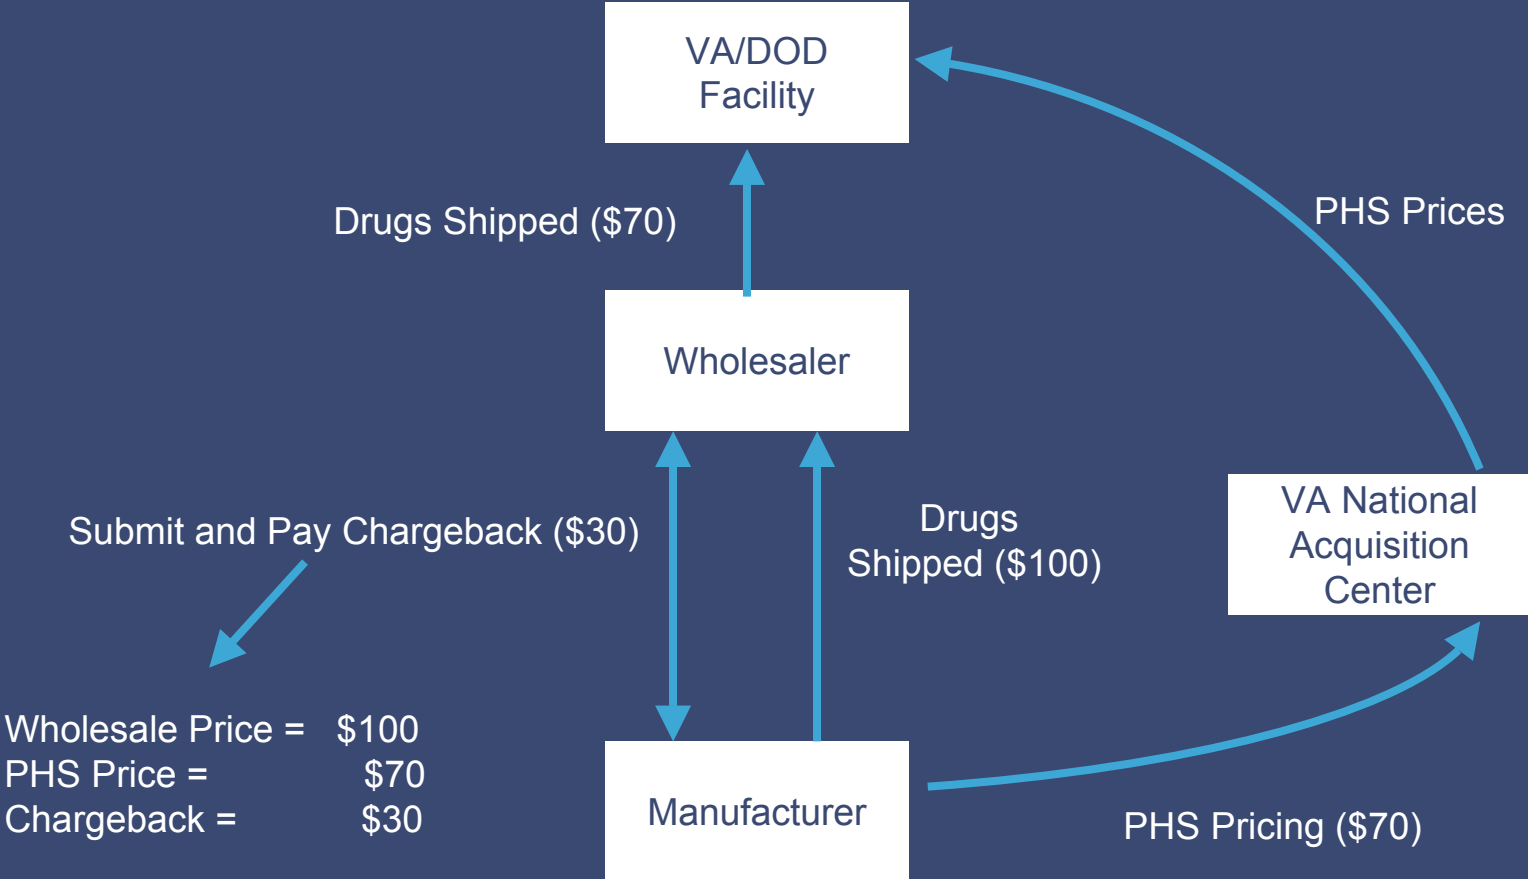 VA/DOD
Facility
PHS Prices
Drugs Shipped ($70)
Wholesaler
VA National
Acquisition
Center
Submit and Pay Chargeback ($30)
Drugs
Shipped ($100)
Wholesale Price = $100
PHS Price = $70
Chargeback = $30
Manufacturer
PHS Pricing ($70)